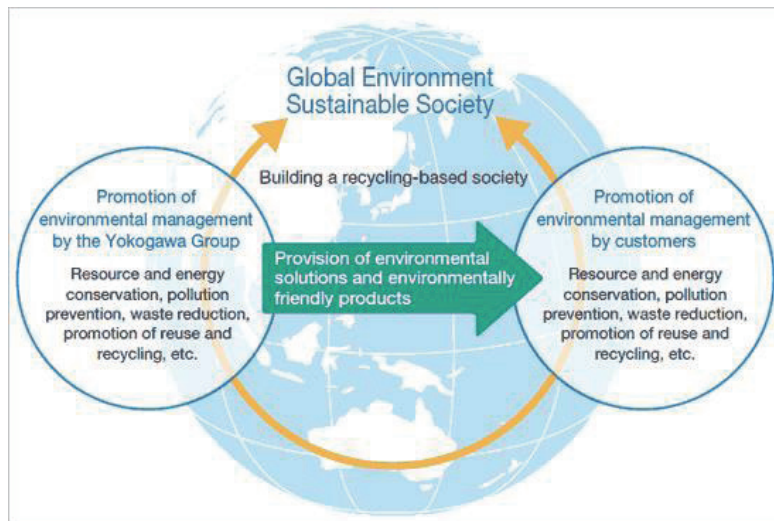 Global Environment
Sustainable Society
Building a recycling-based society
Promotion of
environmental management
by the Yokogawa Group
Resource and energy
conservation, pollution
prevention, waste reduction,
promotion of reuse and
recycling, etc.
Provision of environmental
solutions and environmentally
friendly products
Promotion of
environmental management
by customers
Resource and energy
conservation, pollution
prevention, waste reduction,
promotion of reuse and
recycling, etc.